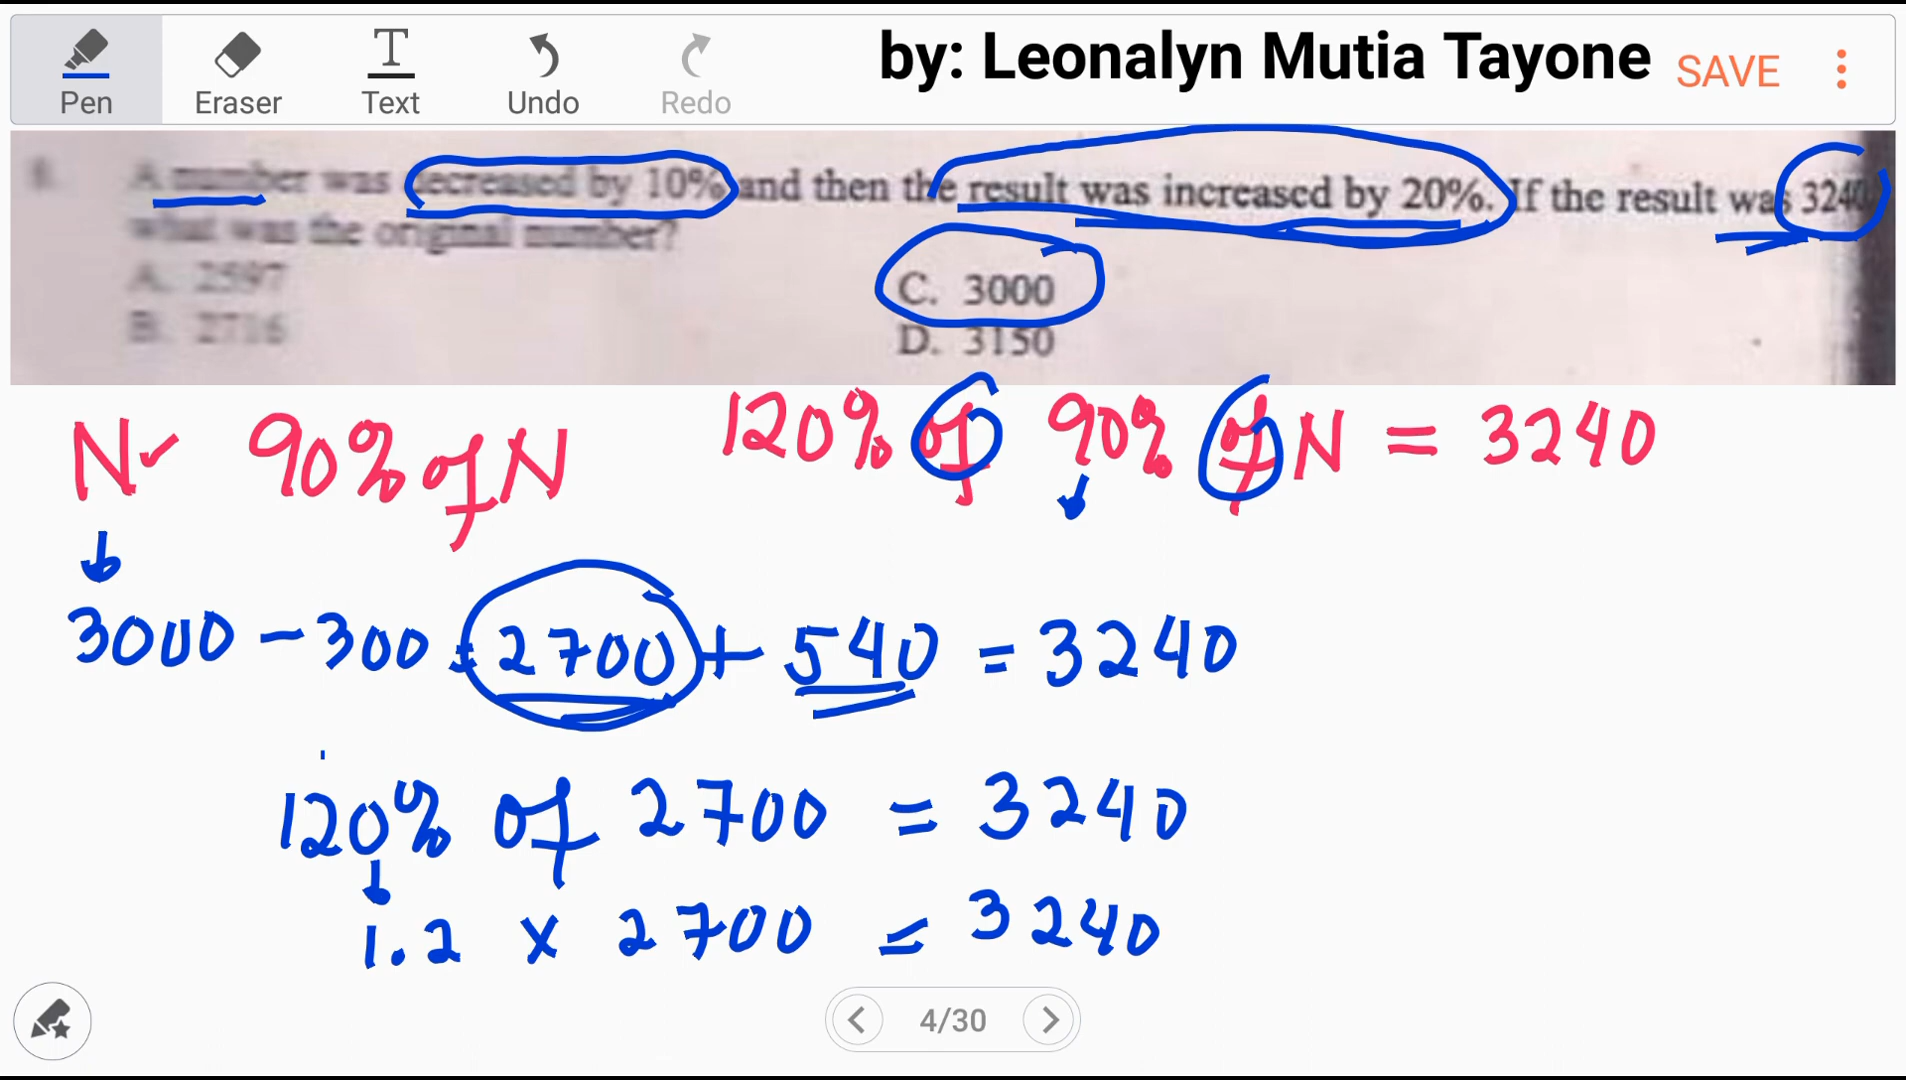 Pen
Eraser
Text
Undo
Redo
by: Leonalyn Mutia Tayone
SAVE
A number was decreased by 10% and then the result was increased by 20%. If the result was 3240
what was the original number?
A. 2597
B. 2716
C. 3000
D. 3150
N 90% of N
120% of 90% of N = 3240
3000 - 300 = 2700 + 540 = 3240
120% of 2700 = 3240
1.2 x 2700 = 3240
4/30